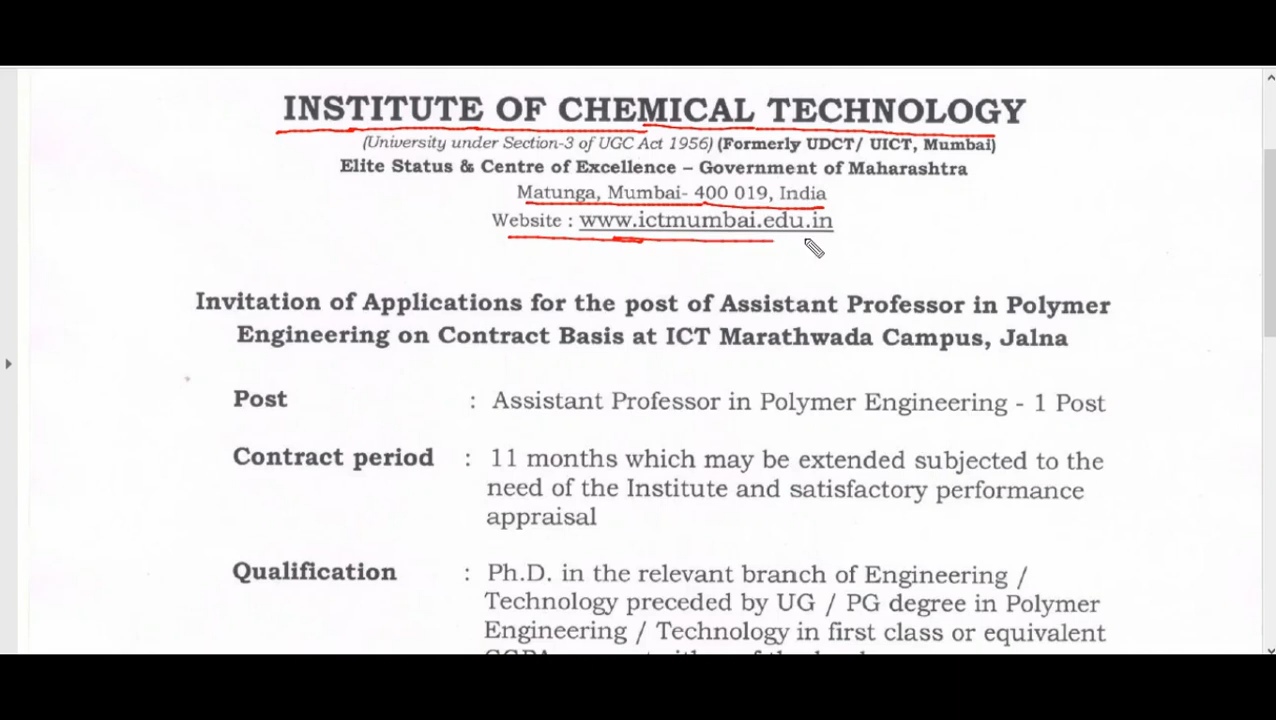 INSTITUTE OF CHEMICAL TECHNOLOGY
(University under Section-3 of UGC Act 1956) (Formerly UDCT/ UICT, Mumbai)
Elite Status & Centre of Excellence – Government of Maharashtra
Matunga, Mumbai- 400 019, India
Website : www.ictmumbai.edu.in
Invitation of Applications for the post of Assistant Professor in Polymer
Engineering on Contract Basis at ICT Marathwada Campus, Jalna
Post : Assistant Professor in Polymer Engineering - 1 Post
Contract period : 11 months which may be extended subjected to the
need of the Institute and satisfactory performance
appraisal
Qualification : Ph.D. in the relevant branch of Engineering /
Technology preceded by UG / PG degree in Polymer
Engineering / Technology in first class or equivalent